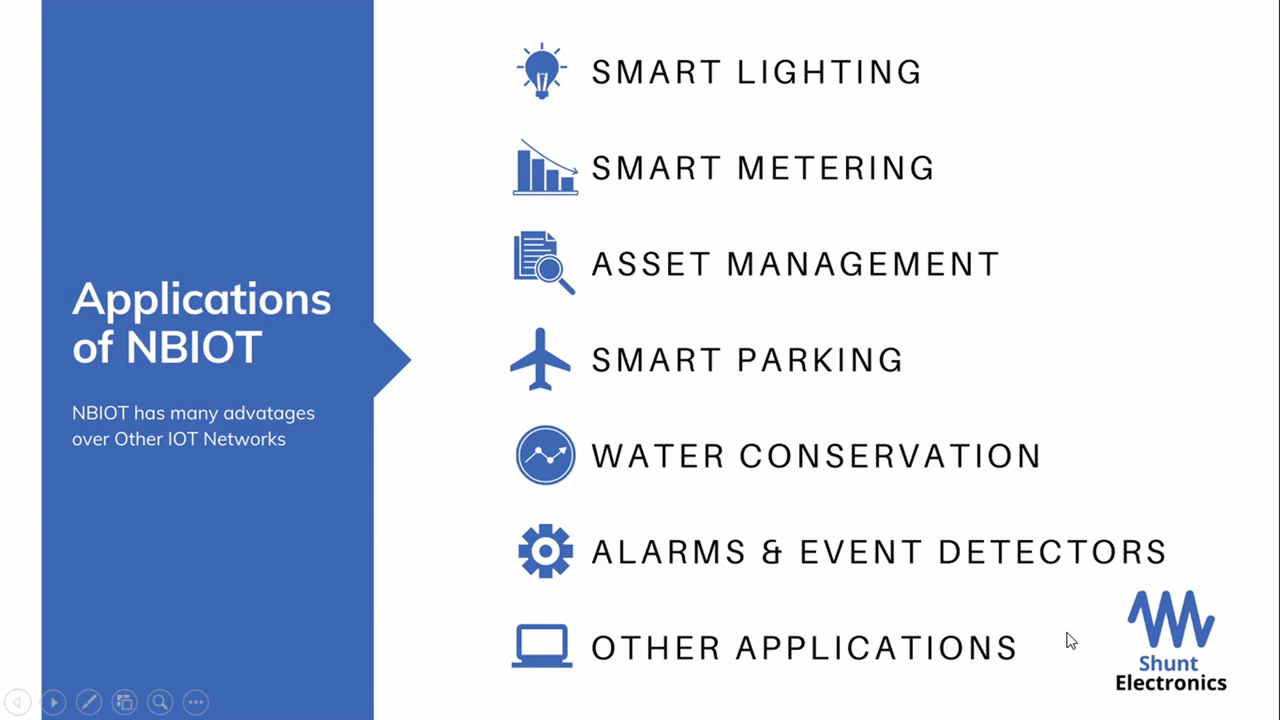 Applications
of NBIOT
NBIOT has many advatages
over Other IOT Networks
SMART LIGHTING
SMART METERING
ASSET MANAGEMENT
SMART PARKING
WATER CONSERVATION
ALARMS & EVENT DETECTORS
OTHER APPLICATIONS
Shunt
Electronics